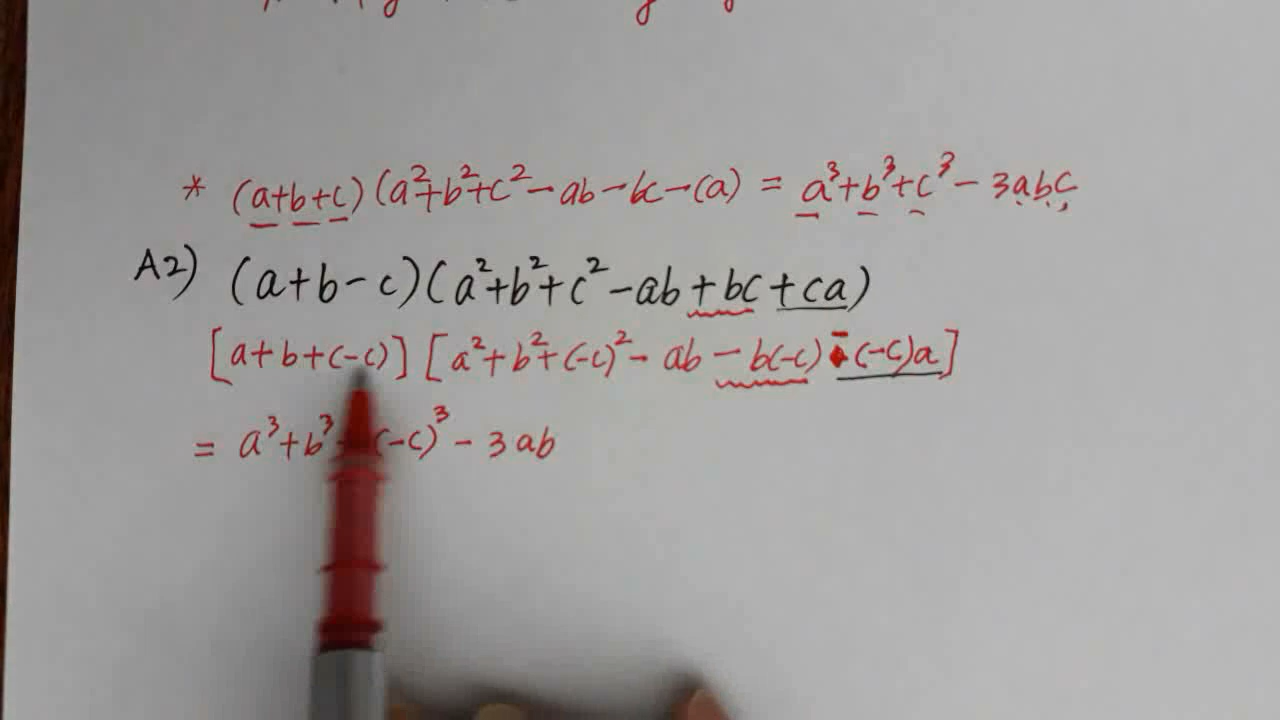 * (a+b+c)(a²+b²+c²-ab-bc-ca) = a³+b³+c³-3abc
A2) (a+b-c)(a²+b²+c²-ab+bc+ca)
[a+b+(-c)][a²+b²+(-c)²-ab-b(-c)-(-c)a]
= a³+b³ (-c)³-3ab